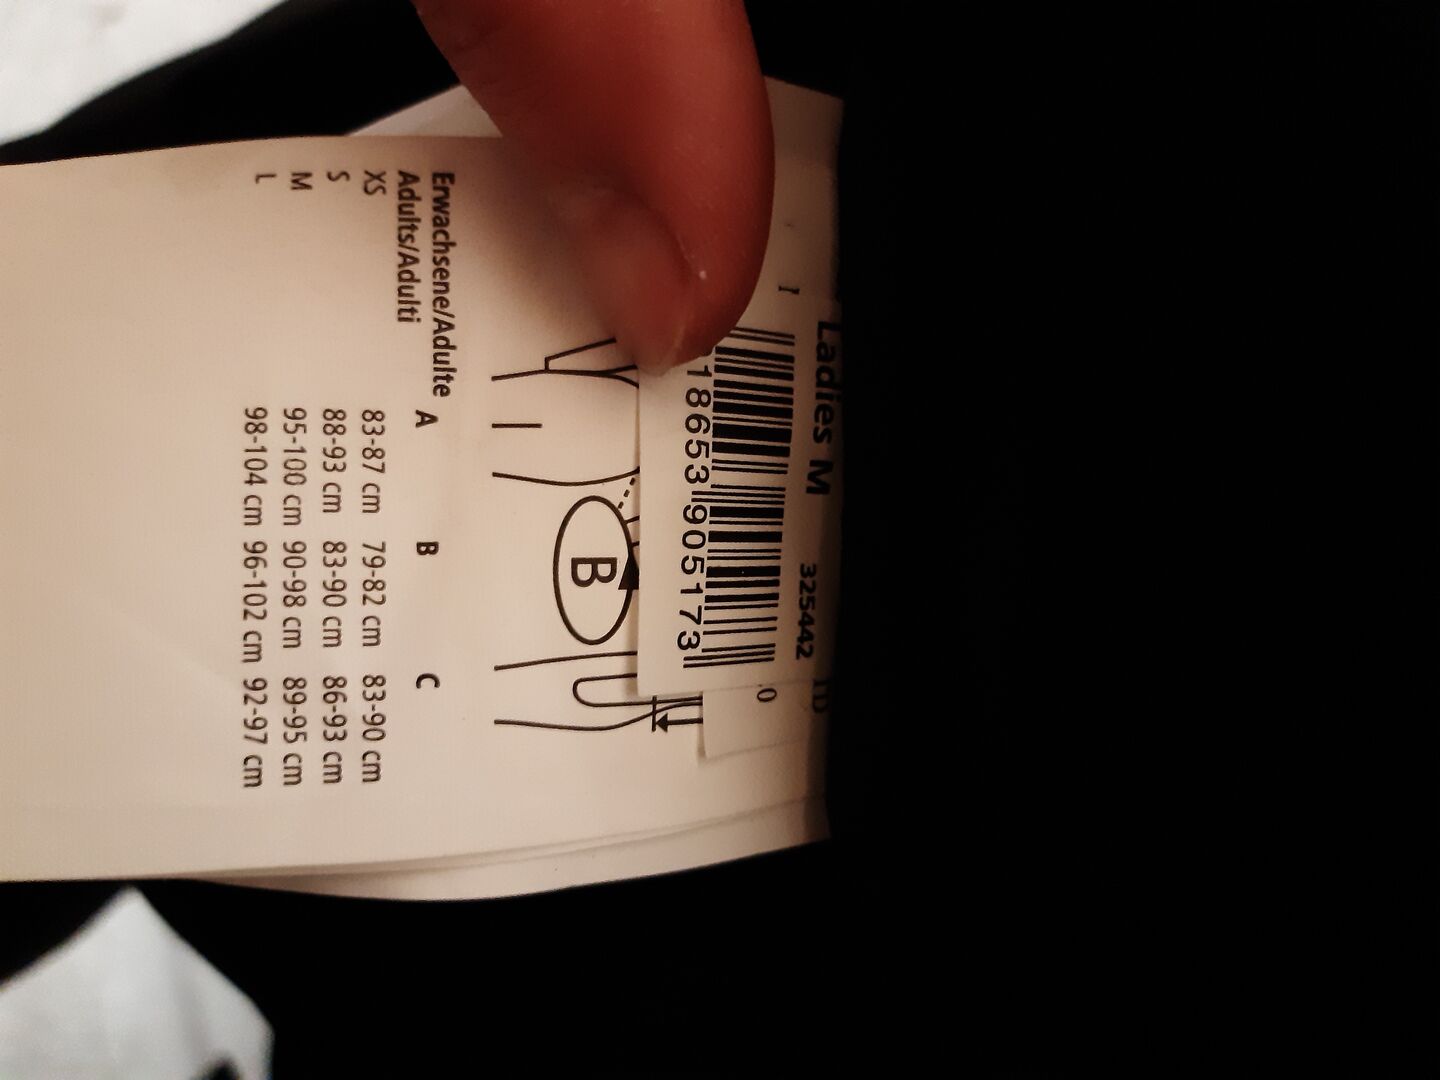 Ladies M
325442
18653 905173
B
Erwachsene/Adulte
Adults/Adulti
A B C
XS 83-87 cm 79-82 cm 83-90 cm
S 88-93 cm 83-90 cm 86-93 cm
M 95-100 cm 90-98 cm 89-95 cm
L 98-104 cm 96-102 cm 92-97 cm